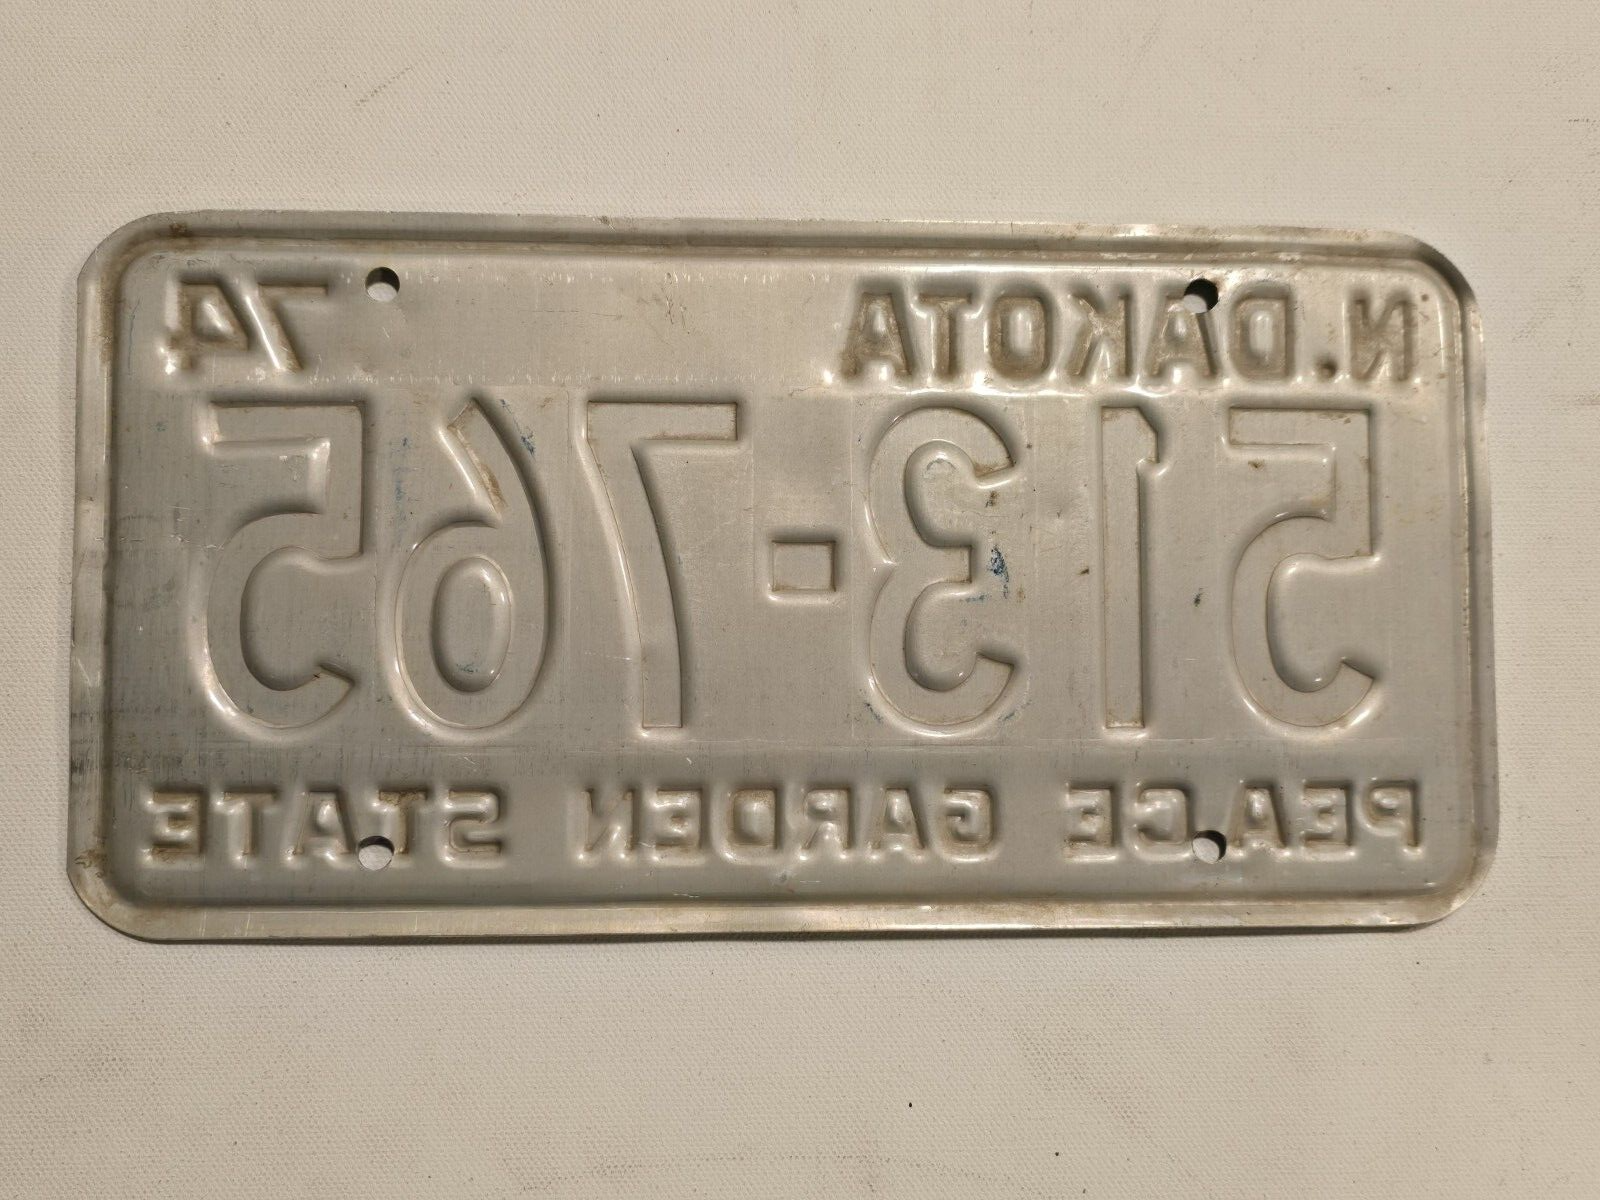 N.DAKOTA 74
513-765
PEACE GARDEN STATE